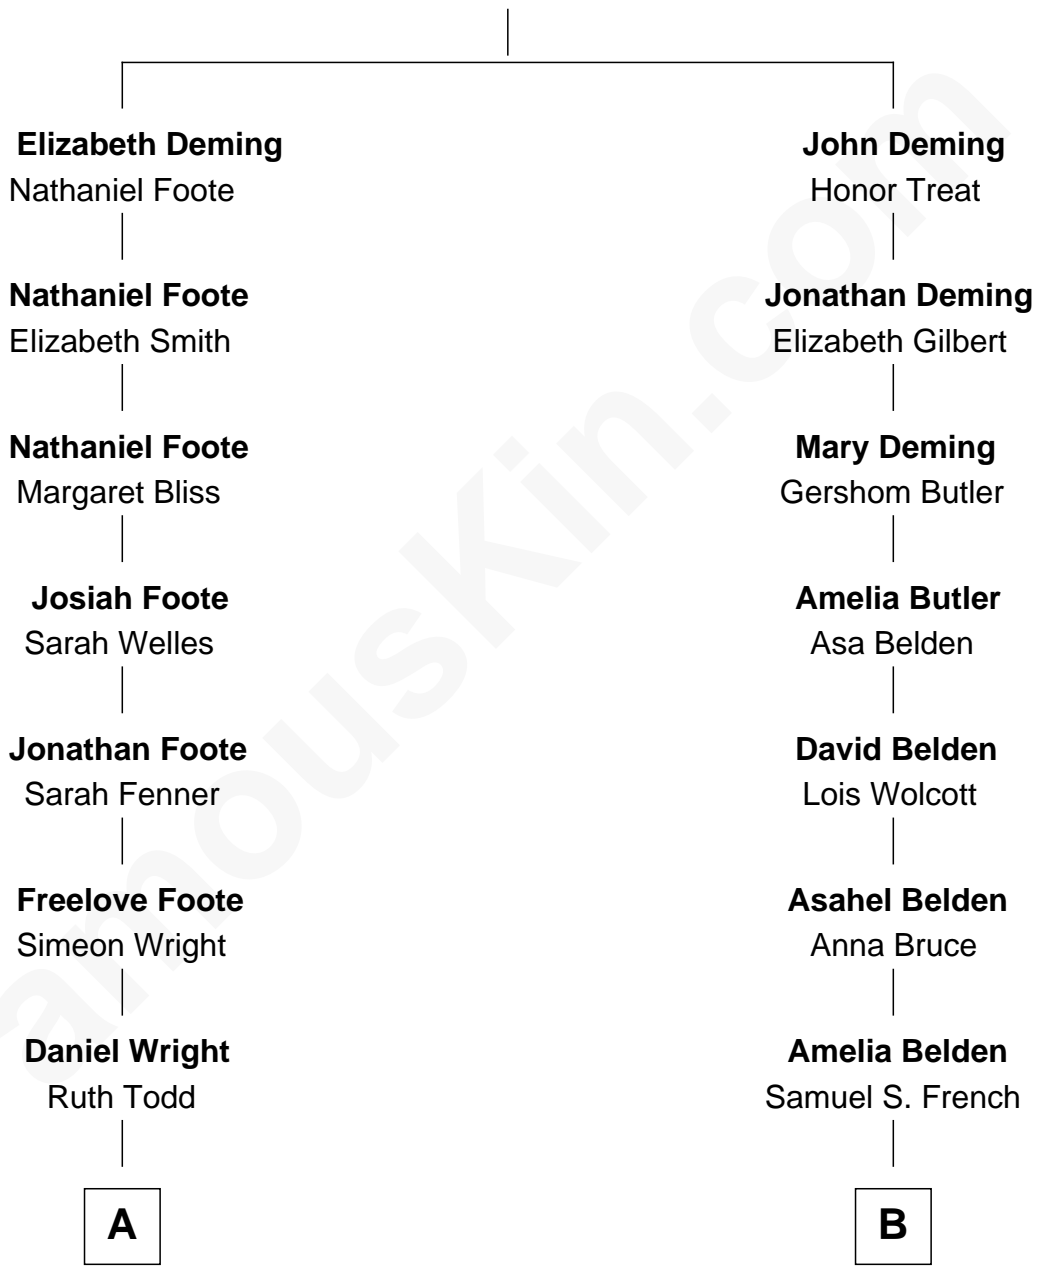 Elizabeth Deming
Nathaniel Foote
Nathaniel Foote
Elizabeth Smith
Nathaniel Foote
Margaret Bliss
Josiah Foote
Sarah Welles
Jonathan Foote
Sarah Fenner
Freelove Foote
Simeon Wright
Daniel Wright
Ruth Todd
A
John Deming
Honor Treat
Jonathan Deming
Elizabeth Gilbert
Mary Deming
Gershom Butler
Amelia Butler
Asa Belden
David Belden
Lois Wolcott
Asahel Belden
Anna Bruce
Amelia Belden
Samuel S. French
B
amousKin.com